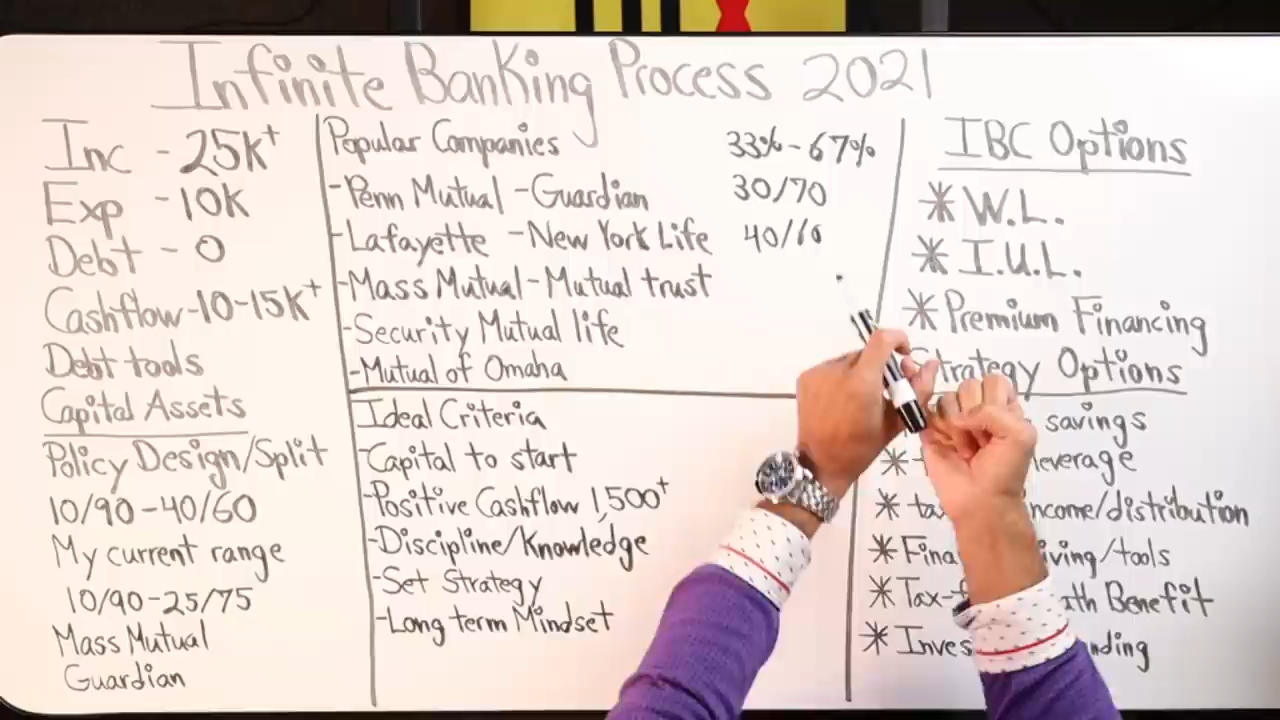 Infinite Banking Process 2021
Inc - 25K+
Exp - 10K
Debt - 0
Cashflow-10-15K+
Debt tools
Capital Assets
Policy Design/Split
10/90-40/60
My current range
10/90-25/75
Mass Mutual
Guardian
Popular Companies
-Penn Mutual -Guardian
-Lafayette -New York Life
-Mass Mutual-Mutual trust
-Security Mutual life
-Mutual of Omaha
33%-67%
30/70
40/60
Ideal Criteria
-Capital to start
-Positive Cashflow 1,500+
-Discipline/Knowledge
-Set Strategy
-Long term Mindset
IBC Options
* W.L.
* I.U.L.
* Premium Financing
Strategy Options
savings
* leverage
* income/distribution
* /tools
* Benefit
*